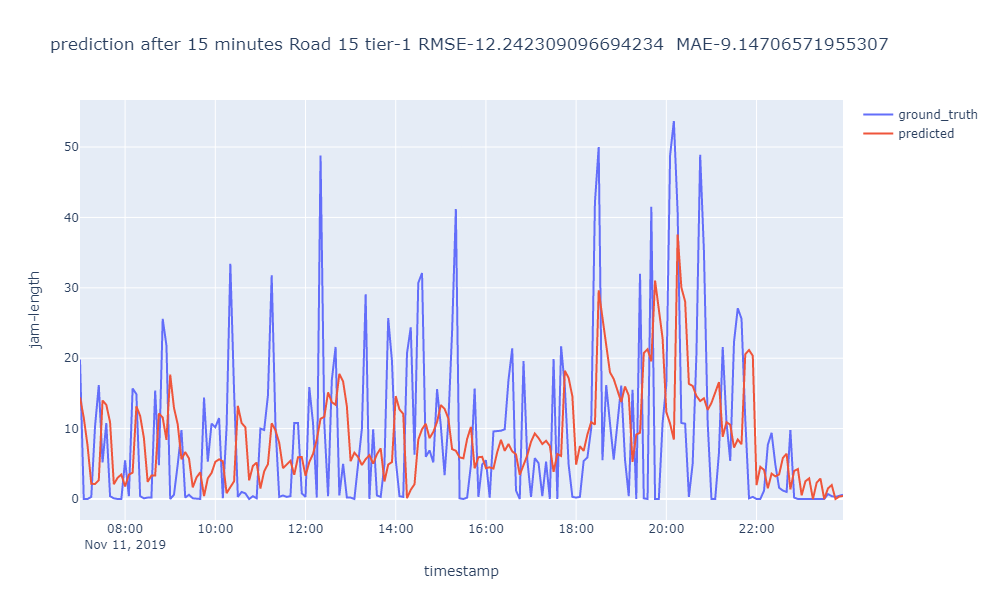 prediction after 15 minutes Road 15 tier-1 RMSE-12.242309096694234  MAE-9.14706571955307
ground_truth
predicted
50
40
30
20
10
0
jam-length
08:00 10:00 12:00 14:00 16:00 18:00 20:00 22:00
Nov 11, 2019
timestamp